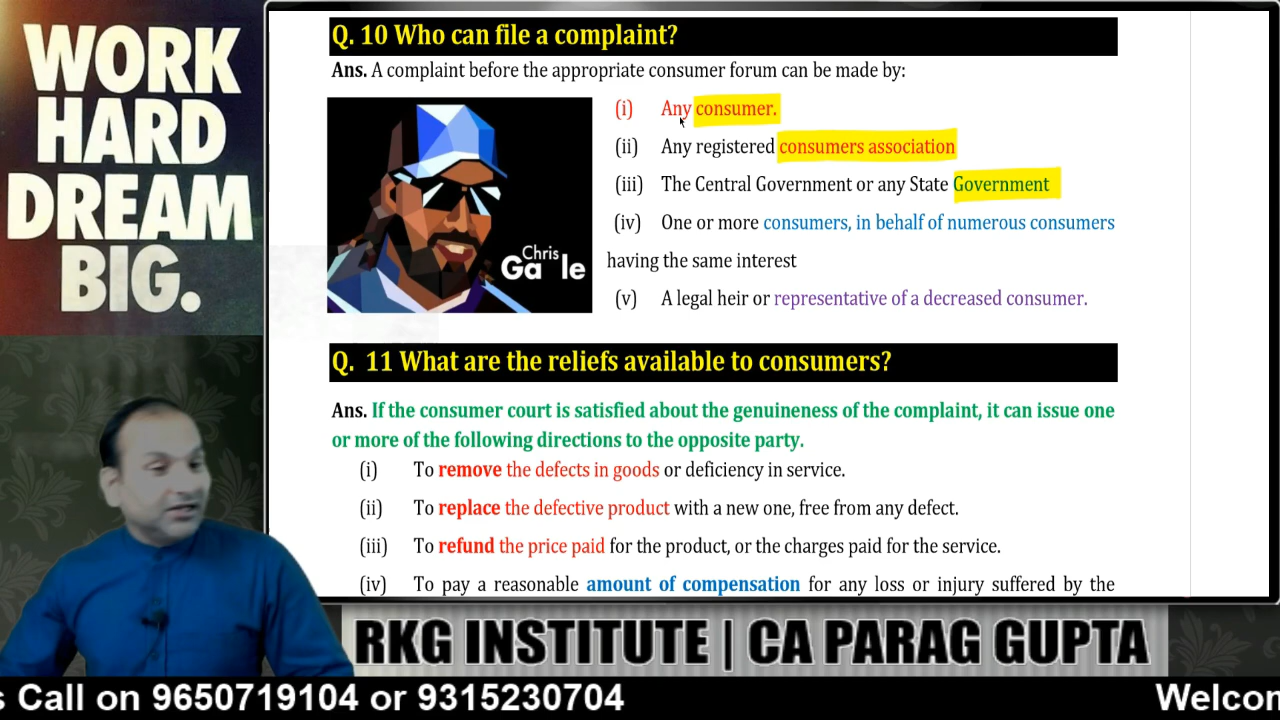 WORK
HARD
DREAM
BIG.
Q. 10 Who can file a complaint?
Ans. A complaint before the appropriate consumer forum can be made by:
(i) Any consumer.
(ii) Any registered consumers association
(iii) The Central Government or any State Government
(iv) One or more consumers, in behalf of numerous consumers
having the same interest
(v) A legal heir or representative of a decreased consumer.
Chris
Ga le
Q. 11 What are the reliefs available to consumers?
Ans. If the consumer court is satisfied about the genuineness of the complaint, it can issue one
or more of the following directions to the opposite party.
(i) To remove the defects in goods or deficiency in service.
(ii) To replace the defective product with a new one, free from any defect.
(iii) To refund the price paid for the product, or the charges paid for the service.
(iv) To pay a reasonable amount of compensation for any loss or injury suffered by the
RKG INSTITUTE | CA PARAG GUPTA
s Call on 9650719104 or 9315230704 Welcon